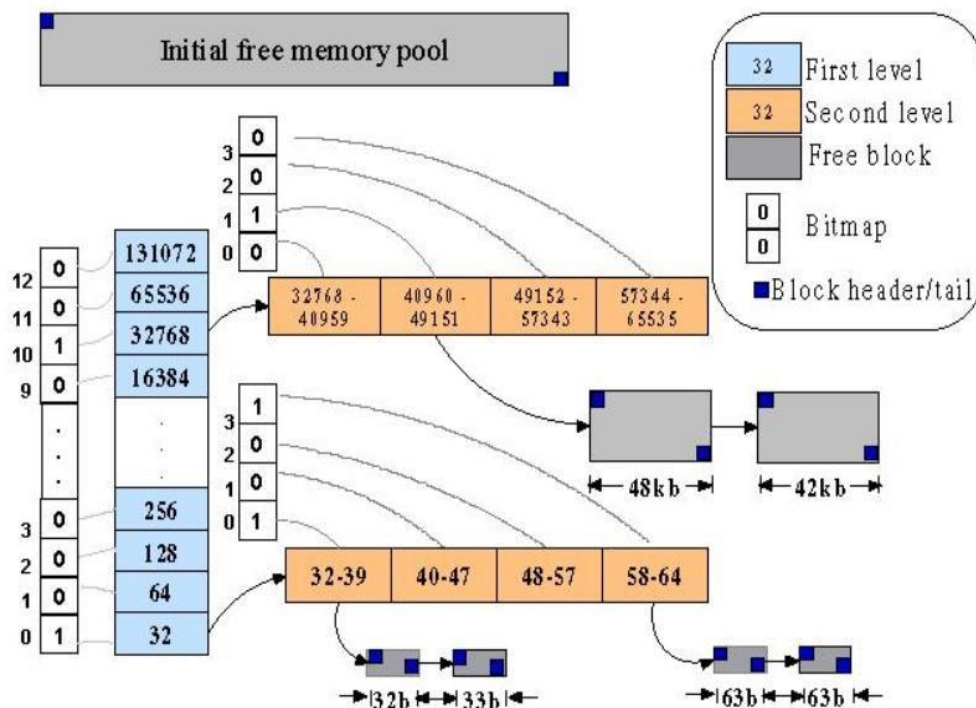 Initial free memory pool
32 First level
32 Second level
Free block
0
0
Bitmap
Block header/tail
3 0
2 0
1 1
0 0
12 0 131072
11 0 65536
10 1 32768
9 0 16384
. .
. .
. .
3 0 256
2 0 128
1 0 64
0 1 32
32768 -
40959
40960 -
49151
49152 -
57343
57344 -
65535
48kb
42kb
3 1
2 0
1 0
0 1
32-39
40-47
48-57
58-64
32b
33b
63b
63b